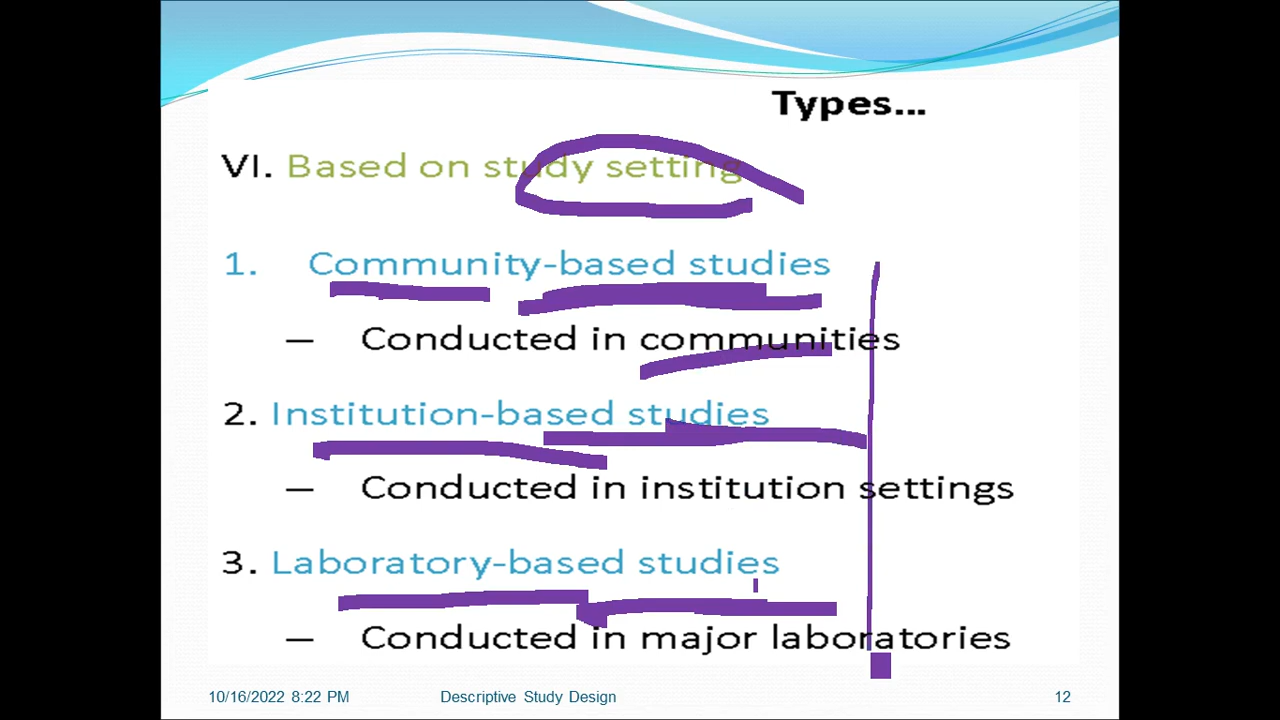 Types...
VI. Based on study setting
1. Community-based studies
— Conducted in communities
2. Institution-based studies
— Conducted in institution settings
3. Laboratory-based studies
— Conducted in major laboratories
10/16/2022 8:22 PM Descriptive Study Design 12